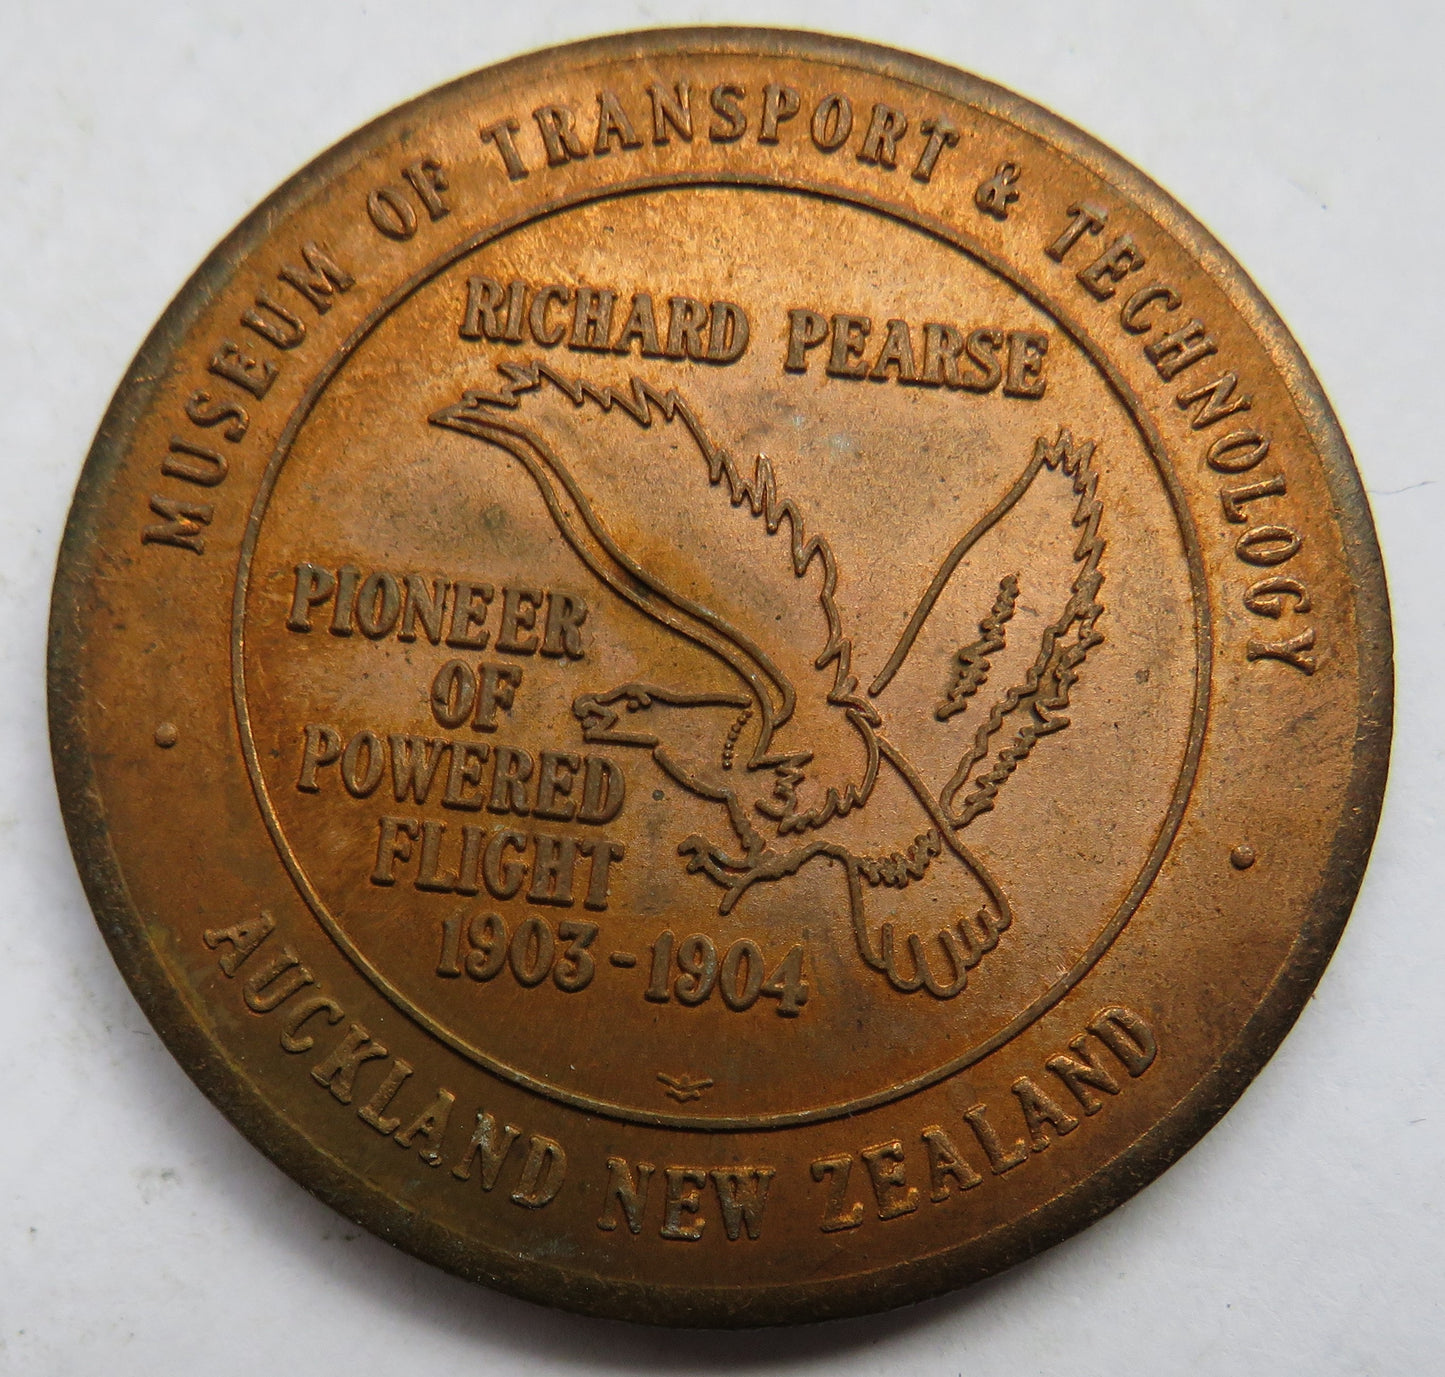 MUSEUM OF TRANSPORT & TECHNOLOGY
RICHARD PEARSE
PIONEER
OF
POWERED
FLIGHT
1903-1904
AUCKLAND NEW ZEALAND